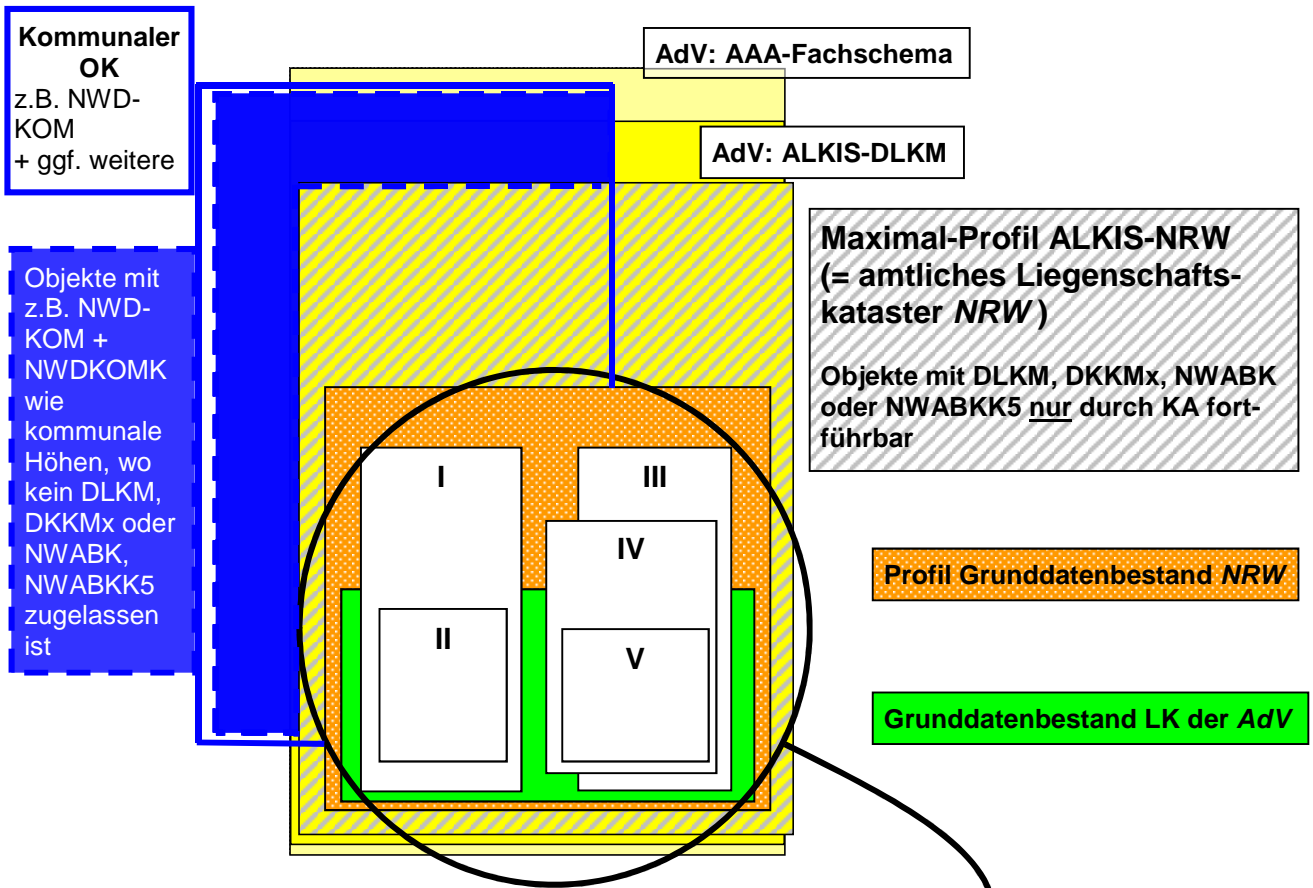 Kommunaler
OK
z.B. NWD-
KOM
+ ggf. weitere
AdV: AAA-Fachschema
AdV: ALKIS-DLKM
Objekte mit
z.B. NWD-
KOM +
NWDKOMK
wie
kommunale
Höhen, wo
kein DLKM,
DKKMx oder
NWABK,
NWABKK5
zugelassen
ist
Maximal-Profil ALKIS-NRW
(= amtliches Liegenschafts-
kataster NRW )
Objekte mit DLKM, DKKMx, NWABK
oder NWABKK5 nur durch KA fort-
führbar
I
III
IV
II
V
Profil Grunddatenbestand NRW
Grunddatenbestand LK der AdV